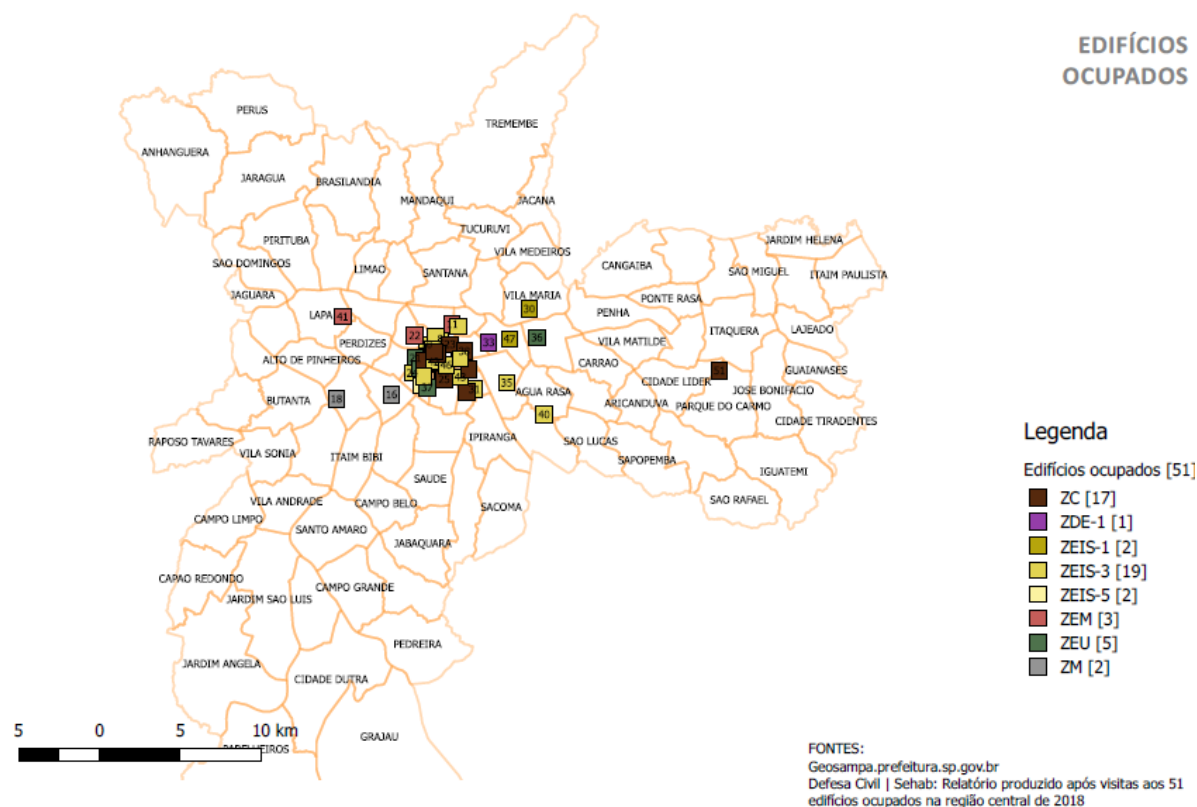 EDIFÍCIOS
OCUPADOS
PERUS
TREMEMBE
ANHANGUERA
JARAGUA
BRASILANDIA
MANDAQUI
JACANA
TUCURUVI
PIRITUBA
VILA MEDEIROS
JARDIM HELENA
SAO DOMINGOS
LIMAO
SANTANA
CANGAIBA
SAO MIGUEL
ITAIM PAULISTA
JAGUARA
VILA MARIA
PONTE RASA
30
LAPA
41
PENHA
1
ITAQUERA
LAJEADO
22
33
47
36
VILA MATILDE
PERDIZES
ALTO DE PINHEIROS
CARRAO
GUAIANASES
51
CIDADE LIDER
35
AGUA RASA
JOSE BONIFACIO
BUTANTA
18
16
37
ARICANDUVA
PARQUE DO CARMO
40
CIDADE TIRADENTES
RAPOSO TAVARES
IPIRANGA
SAO LUCAS
VILA SONIA
ITAIM BIBI
SAPOPEMBA
IGUATEMI
SAUDE
VILA ANDRADE
CAMPO BELO
SACOMA
SAO RAFAEL
CAMPO LIMPO
SANTO AMARO
JABAQUARA
CAPAO REDONDO
CAMPO GRANDE
JARDIM SAO LUIS
PEDREIRA
JARDIM ANGELA
CIDADE DUTRA
GRAJAU
5 0 5 10 km
Legenda
Edifícios ocupados [51]
ZC [17]
ZDE-1 [1]
ZEIS-1 [2]
ZEIS-3 [19]
ZEIS-5 [2]
ZEM [3]
ZEU [5]
ZM [2]
FONTES:
Geosampa.prefeitura.sp.gov.br
Defesa Civil | Sehab: Relatório produzido após visitas aos 51
edifícios ocupados na região central de 2018